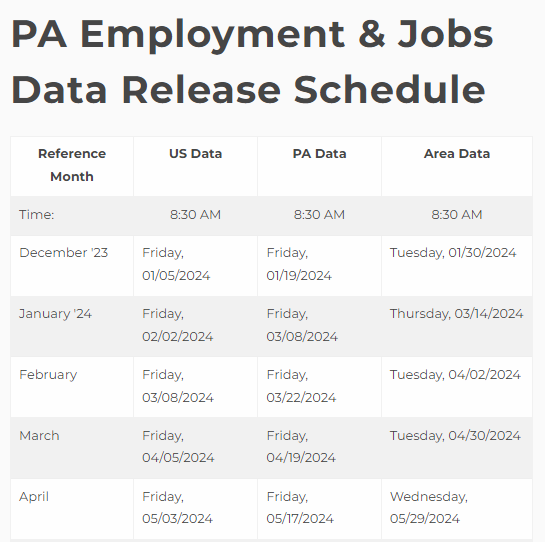 PA Employment & Jobs
Data Release Schedule
Reference Month US Data PA Data Area Data
Time: 8:30 AM 8:30 AM 8:30 AM
December '23 Friday, 01/05/2024 Friday, 01/19/2024 Tuesday, 01/30/2024
January '24 Friday, 02/02/2024 Friday, 03/08/2024 Thursday, 03/14/2024
February Friday, 03/08/2024 Friday, 03/22/2024 Tuesday, 04/02/2024
March Friday, 04/05/2024 Friday, 04/19/2024 Tuesday, 04/30/2024
April Friday, 05/03/2024 Friday, 05/17/2024 Wednesday, 05/29/2024